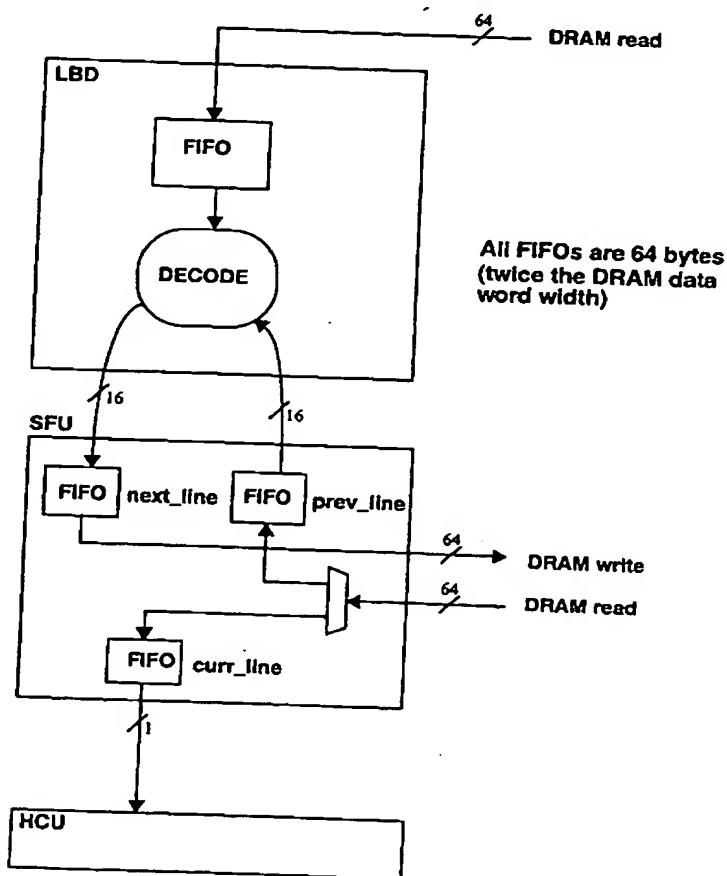 64
DRAM read
LBD
FIFO
DECODE
All FIFOs are 64 bytes
(twice the DRAM data
word width)
16
16
SFU
FIFO
next_line
FIFO
prev_line
64
DRAM write
64
DRAM read
FIFO
curr_line
1
HCU